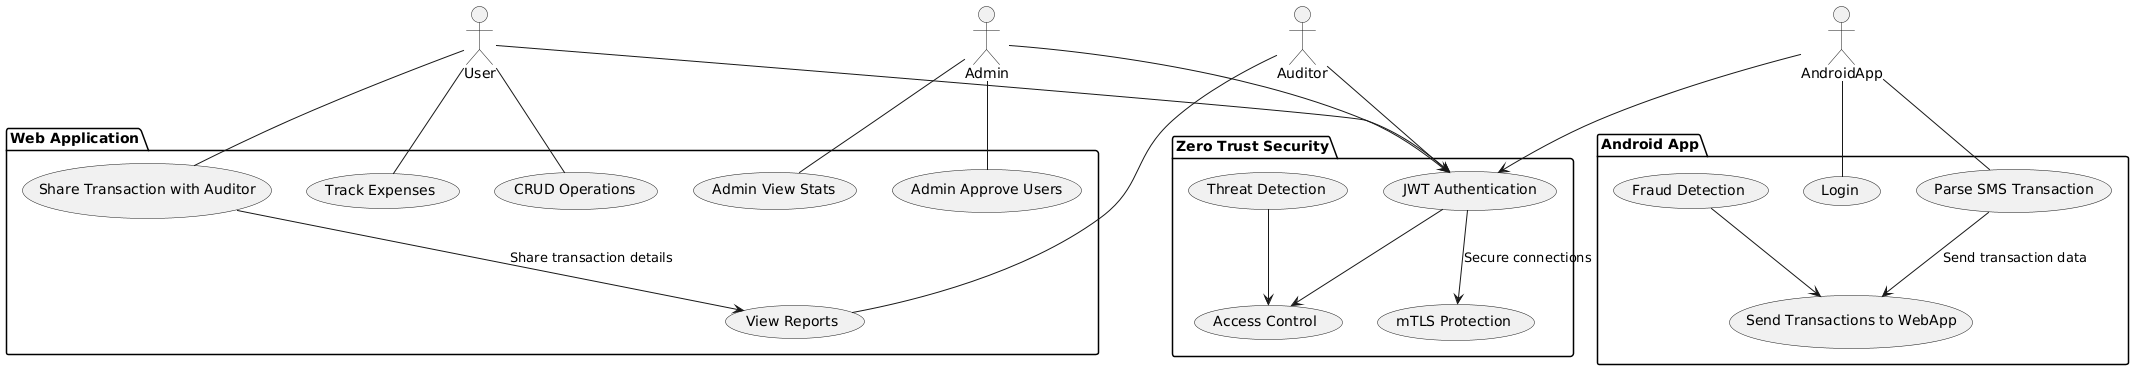 User
Admin
Auditor
AndroidApp
Web Application
Zero Trust Security
Android App
Share Transaction with Auditor
Track Expenses
CRUD Operations
Admin View Stats
Admin Approve Users
Threat Detection
JWT Authentication
Fraud Detection
Login
Parse SMS Transaction
Share transaction details
Secure connections
Send transaction data
View Reports
Access Control
mTLS Protection
Send Transactions to WebApp